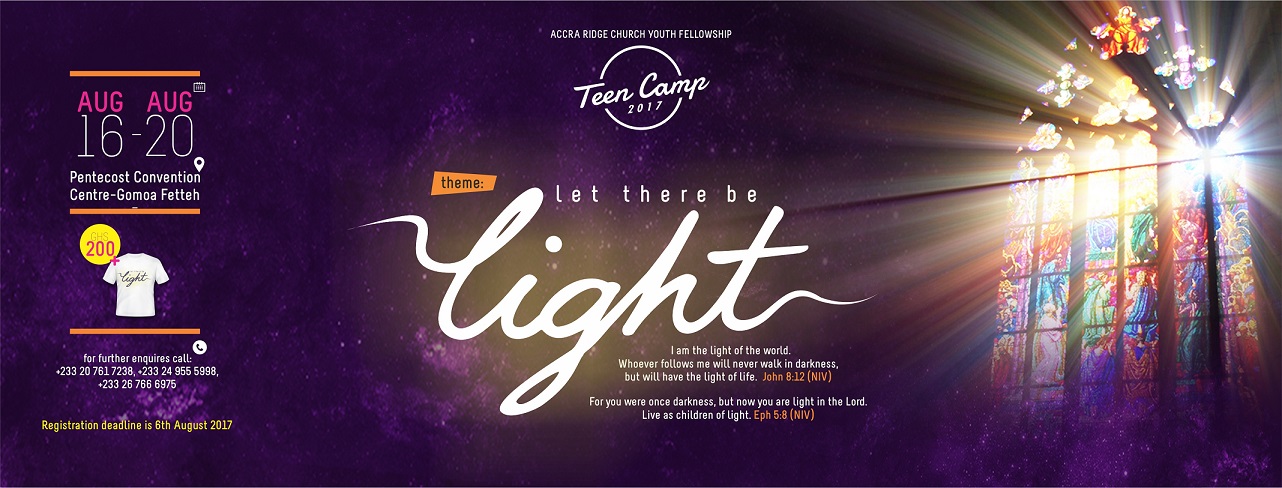 ACCRA RIDGE CHURCH YOUTH FELLOWSHIP
Teen Camp
2017
AUG AUG
16-20
Pentecost Convention
Centre-Gomoa Fetteh
GHS
200
+
light
for further enquires call:
+233 20 761 7238, +233 24 955 5998,
+233 26 766 6975
Registration deadline is 6th August 2017
theme:
let there be
light
I am the light of the world.
Whoever follows me will never walk in darkness,
but will have the light of life. John 8:12 (NIV)
For you were once darkness, but now you are light in the Lord.
Live as children of light. Eph 5:8 (NIV)